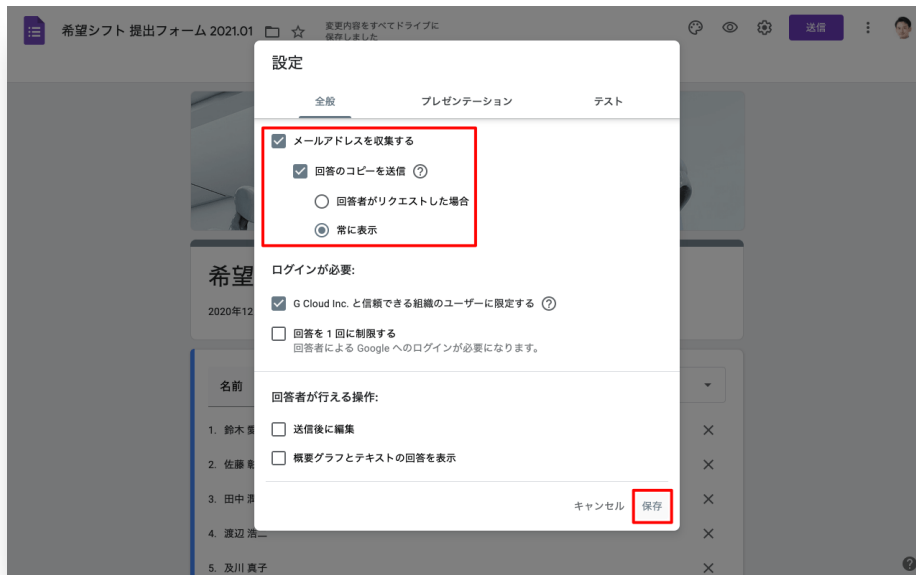 希望シフト 提出フォーム 2021.01
変更内容をすべてドライブに
保存しました
送信
設定
全般
プレゼンテーション
テスト
メールアドレスを収集する
回答のコピーを送信
回答者がリクエストした場合
常に表示
ログインが必要:
G Cloud Inc. と信頼できる組織のユーザーに限定する
回答を 1 回に制限する
回答者による Google へのログインが必要になります。
回答者が行える操作:
送信後に編集
概要グラフとテキストの回答を表示
キャンセル
保存
希望
2020年12
名前
1. 鈴木
2. 佐藤
3. 田中
4. 渡辺 浩二
5. 及川 真子